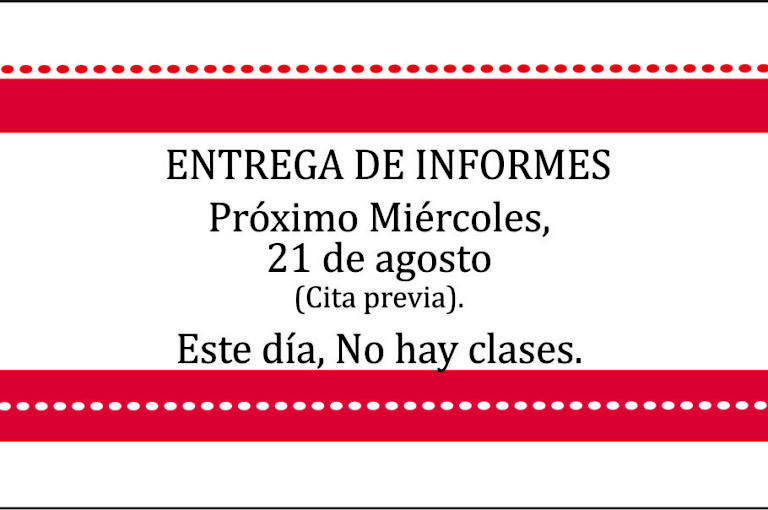 ENTREGA DE INFORMES
Próximo Miércoles,
21 de agosto
(Cita previa).
Este día, No hay clases.